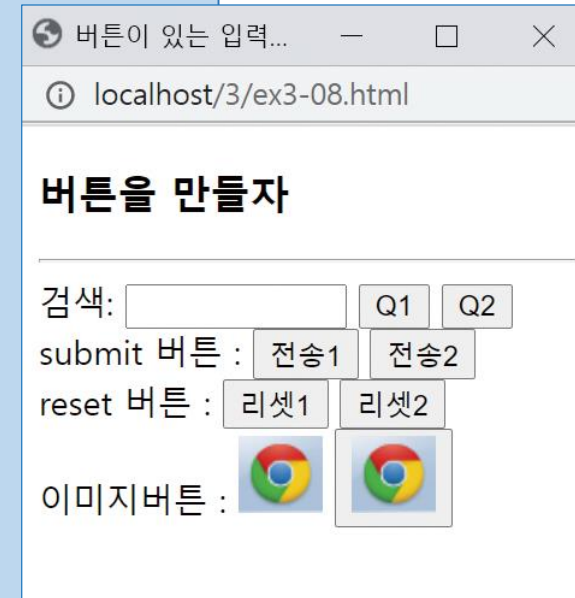 버튼이 있는 입력...
localhost/3/ex3-08.html
버튼을 만들자
검색: Q1 Q2
submit 버튼 : 전송1 전송2
reset 버튼 : 리셋1 리셋2
이미지버튼 :